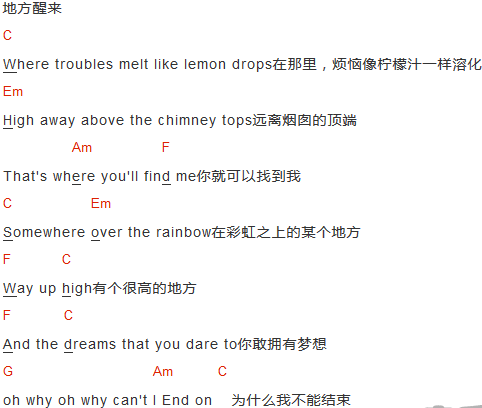 地方醒来
C
Where troubles melt like lemon drops在那里，烦恼像柠檬汁一样溶化
Em
High away above the chimney tops远离烟囱的顶端
Am F
That's where you'll find me你就可以找到我
C Em
Somewhere over the rainbow在彩虹之上的某个地方
F C
Way up high有个很高的地方
F C
And the dreams that you dare to你敢拥有梦想
G Am C
oh why oh why can't I End on 为什么我不能结束